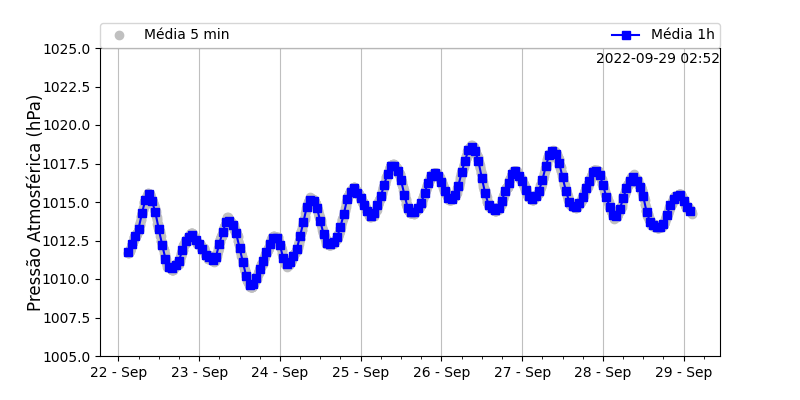 Média 5 min
Média 1h
2022-09-29 02:52
Pressão Atmosférica (hPa)
1025.0
1022.5
1020.0
1017.5
1015.0
1012.5
1010.0
1007.5
1005.0
22 - Sep
23 - Sep
24 - Sep
25 - Sep
26 - Sep
27 - Sep
28 - Sep
29 - Sep